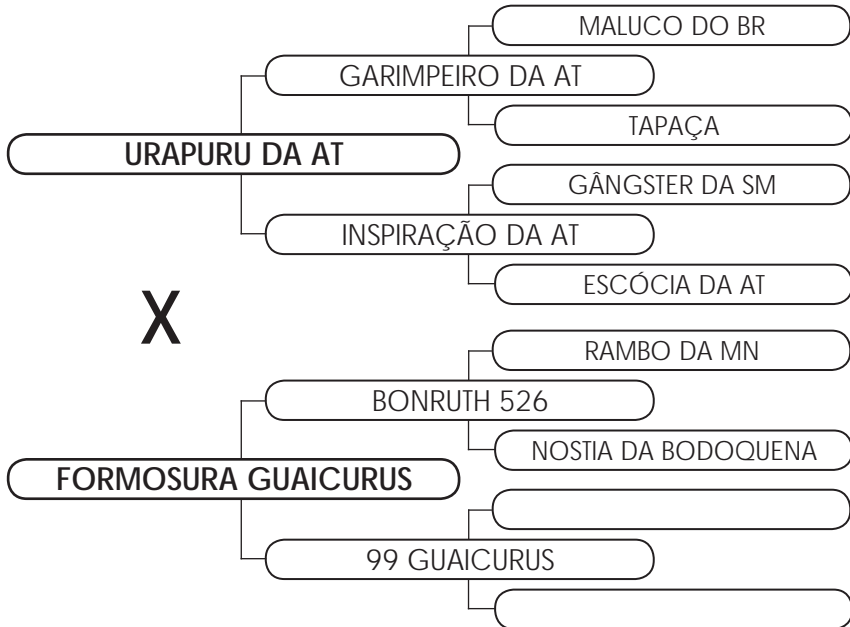 MALUCO DO BR
GARIMPEIRO DA AT
TAPAÇA
URAPURU DA AT
GÂNGSTER DA SM
INSPIRAÇÃO DA AT
ESCÓCIA DA AT
X
RAMBO DA MN
BONRUTH 526
NOSTIA DA BODOQUENA
FORMOSURA GUAICURUS
99 GUAICURUS